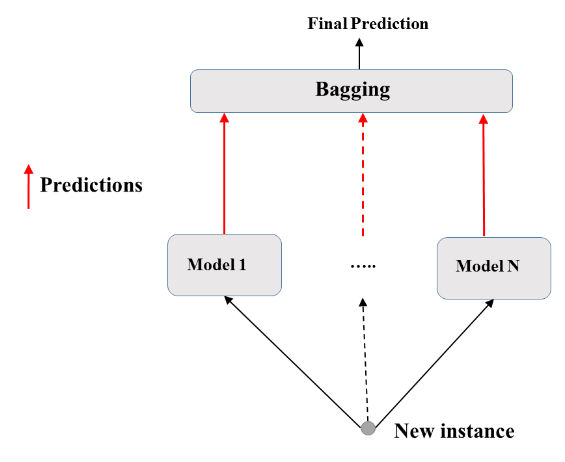 Final Prediction
Bagging
Predictions
Model 1
.....
Model N
New instance